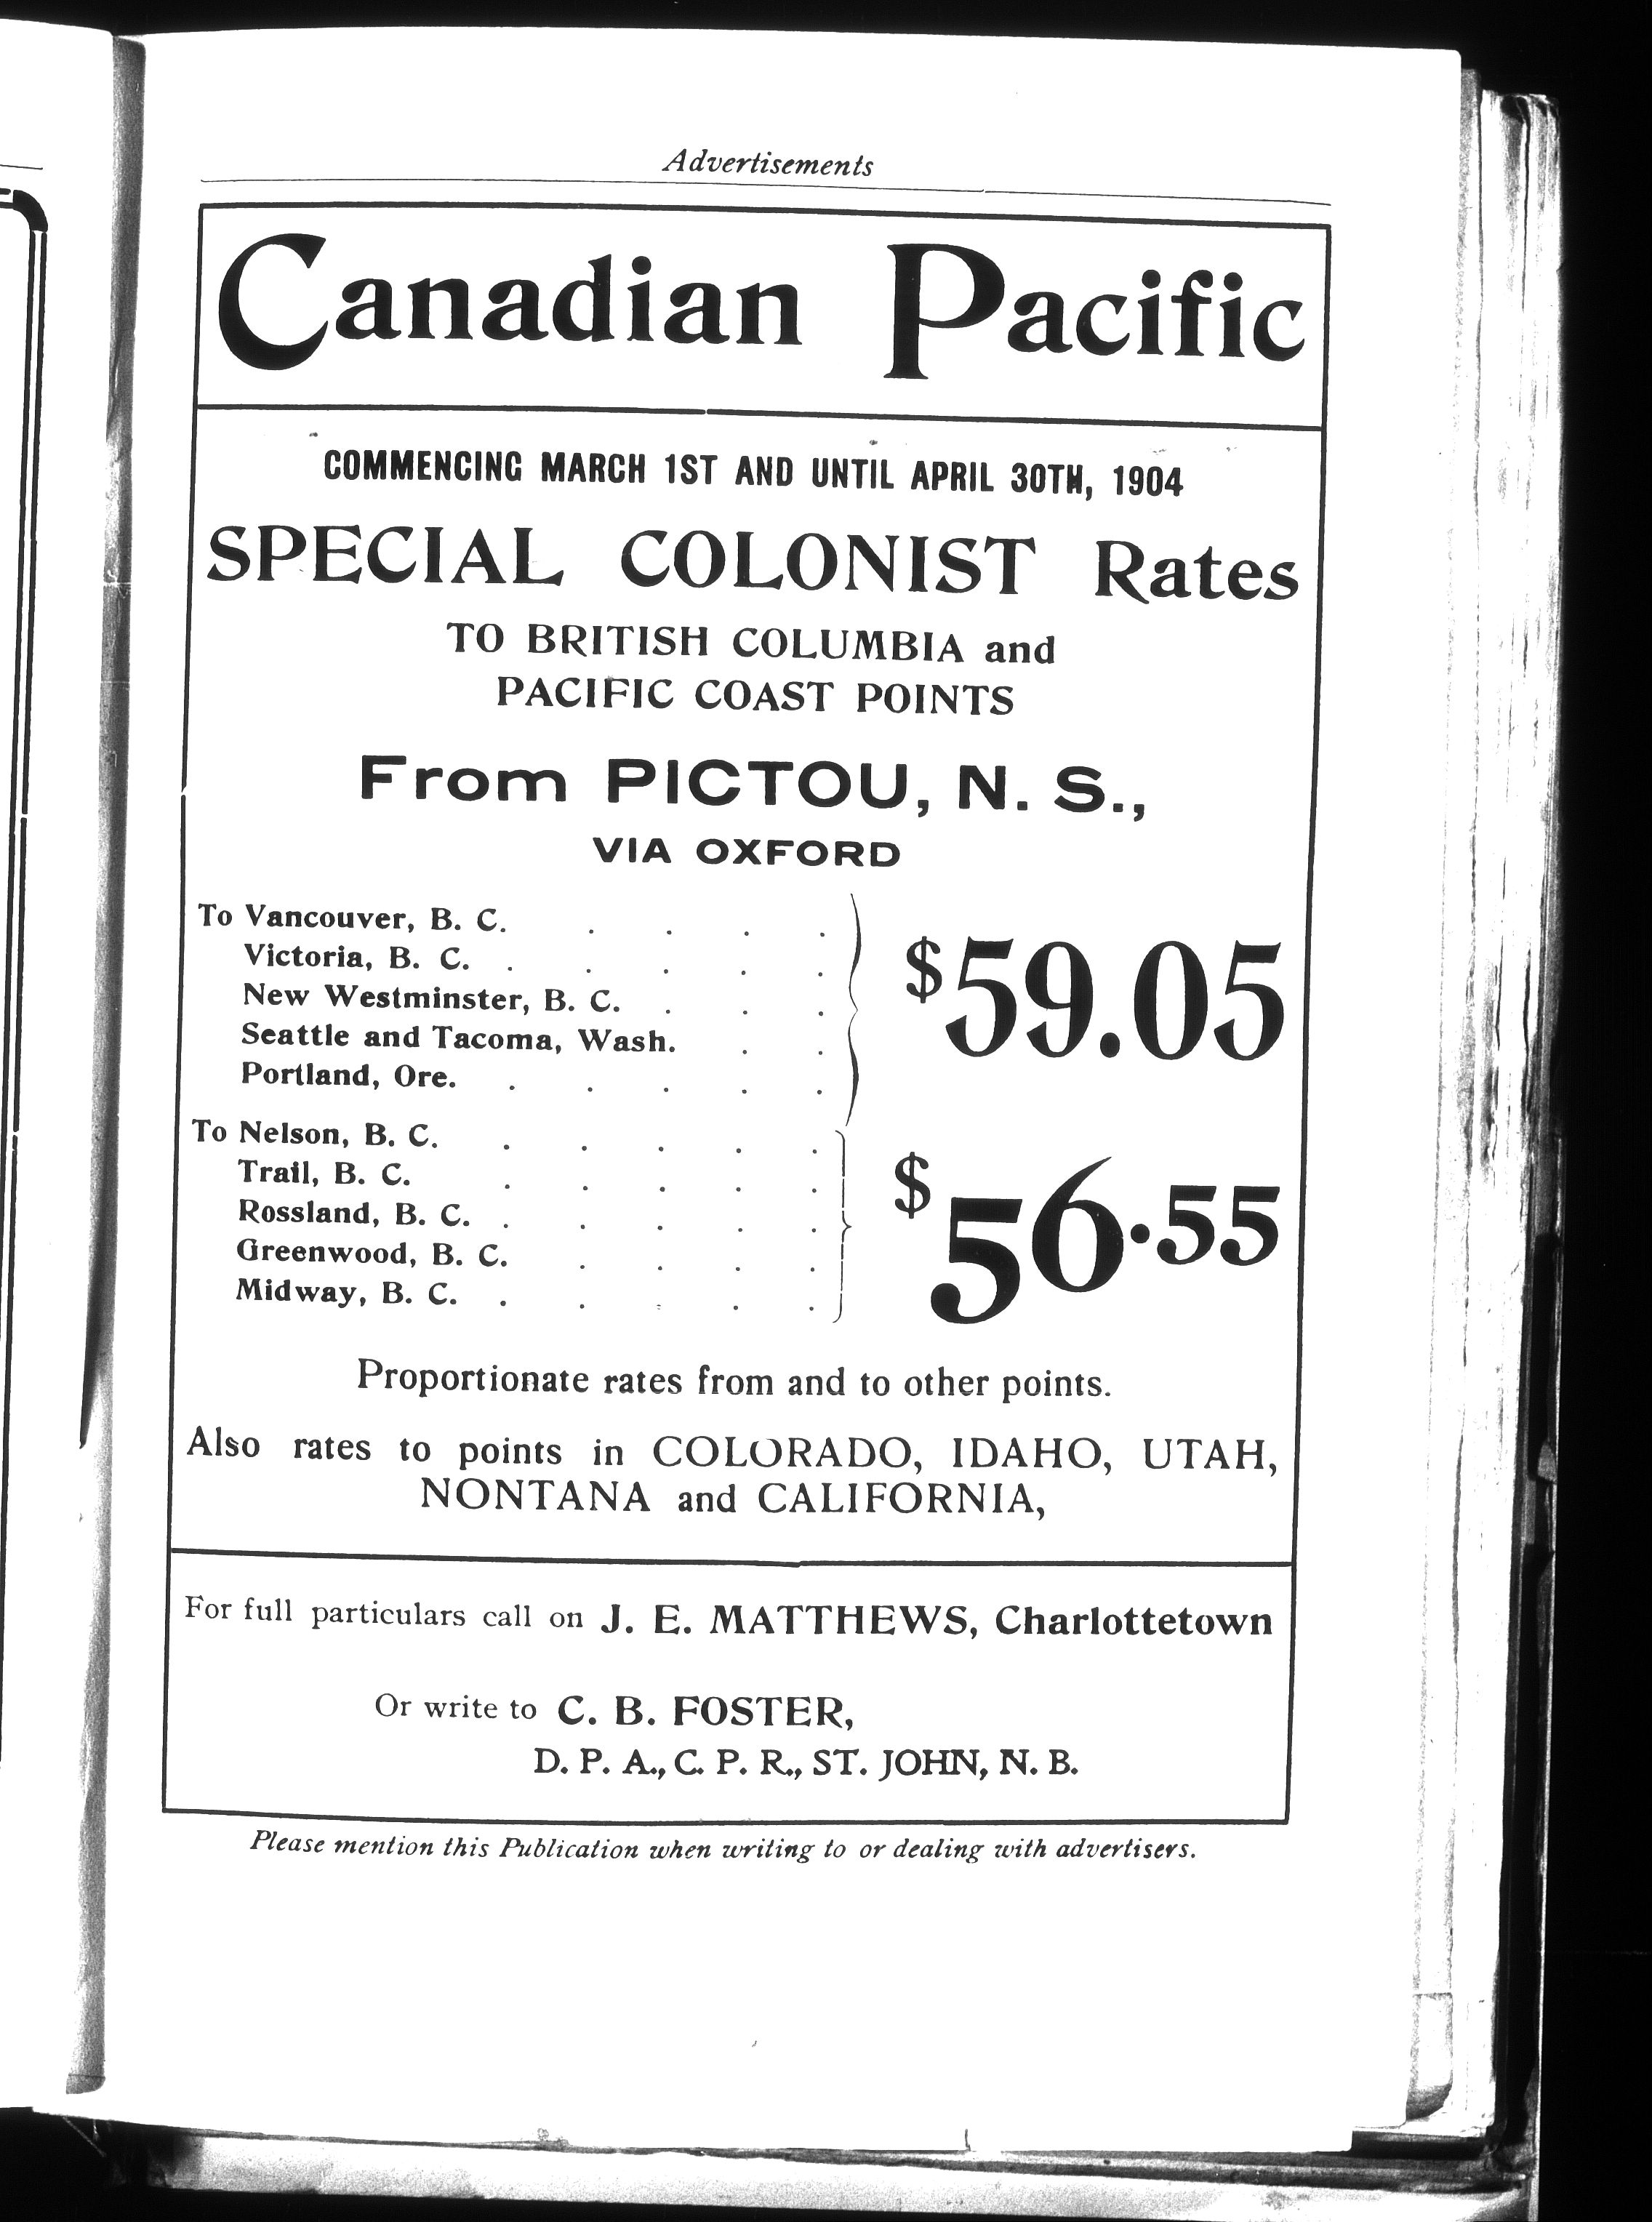 Advertisements
Canadian Pacific
COMMENCING MARCH 1ST AND UNTIL APRIL 30TH, 1904
SPECIAL COLONIST Rates
TO BRITISH COLUMBIA and
PACIFIC COAST POINTS
From PICTOU, N. S.,
VIA OXFORD
To Vancouver, B. C. . . . .
Victoria, B. C. . . . . .
New Westminster, B. C. . . .
Seattle and Tacoma, Wash. . .
Portland, Ore. . . . . .
$59.05
To Nelson, B. C. . . . . .
Trail, B. C. . . . . .
Rossland, B. C. . . . . .
Greenwood, B. C. . . . .
Midway, B. C. . . . . .
$56.55
Proportionate rates from and to other points.
Also rates to points in COLORADO, IDAHO, UTAH,
NONTANA and CALIFORNIA,
For full particulars call on J. E. MATTHEWS, Charlottetown
Or write to C. B. FOSTER,
D. P. A., C. P. R., ST. JOHN, N. B.
Please mention this Publication when writing to or dealing with advertisers.